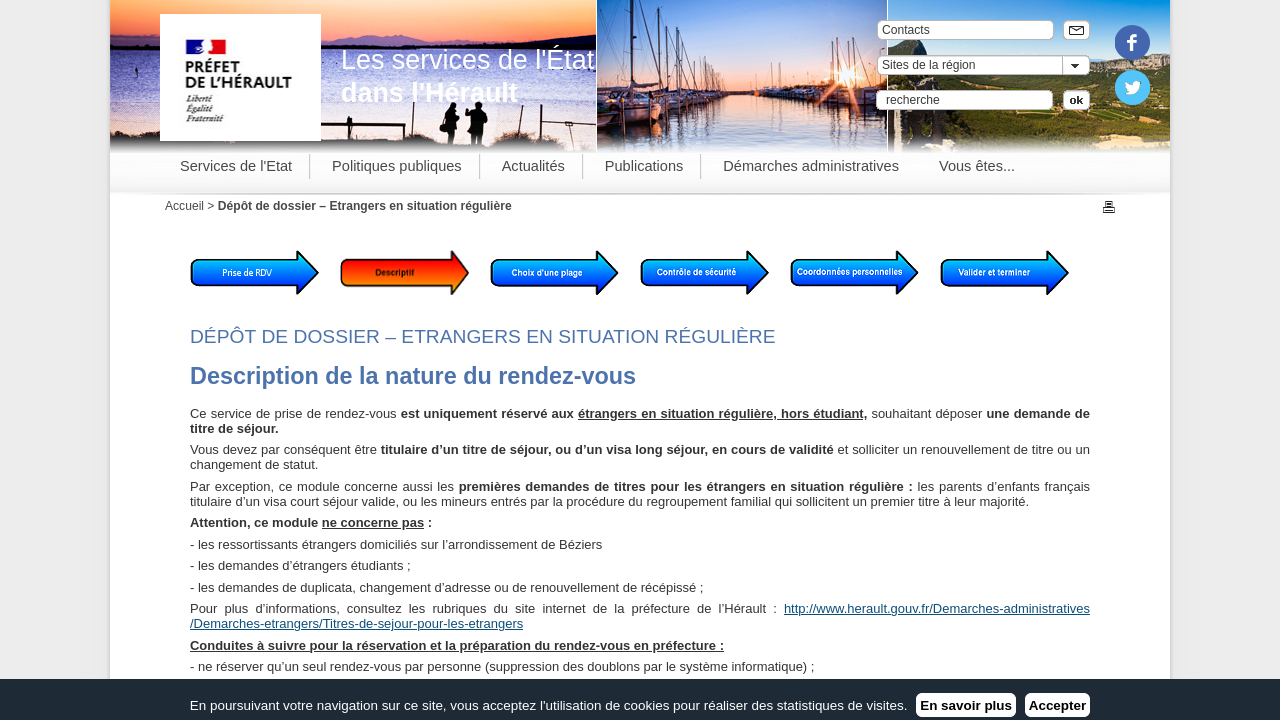 PRÉFET
DE L'HÉRAULT
Liberté
Égalité
Fraternité
Les services de l'État
dans l'Hérault
Contacts
Sites de la région
recherche
ok
Services de l'Etat
Politiques publiques
Actualités
Publications
Démarches administratives
Vous êtes...
Accueil > Dépôt de dossier – Etrangers en situation régulière
Prise de RDV
Descriptif
Choix d'une plage
Contrôle de sécurité
Coordonnées personnelles
Valider et terminer
DÉPÔT DE DOSSIER – ETRANGERS EN SITUATION RÉGULIÈRE
Description de la nature du rendez-vous
Ce service de prise de rendez-vous est uniquement réservé aux étrangers en situation régulière, hors étudiant, souhaitant déposer une demande de
titre de séjour.
Vous devez par conséquent être titulaire d’un titre de séjour, ou d’un visa long séjour, en cours de validité et solliciter un renouvellement de titre ou un
changement de statut.
Par exception, ce module concerne aussi les premières demandes de titres pour les étrangers en situation régulière : les parents d’enfants français
titulaire d’un visa court séjour valide, ou les mineurs entrés par la procédure du regroupement familial qui sollicitent un premier titre à leur majorité.
Attention, ce module ne concerne pas :
- les ressortissants étrangers domiciliés sur l’arrondissement de Béziers
- les demandes d’étrangers étudiants ;
- les demandes de duplicata, changement d’adresse ou de renouvellement de récépissé ;
Pour plus d’informations, consultez les rubriques du site internet de la préfecture de l’Hérault : http://www.herault.gouv.fr/Demarches-administratives
/Demarches-etrangers/Titres-de-sejour-pour-les-etrangers
Conduites à suivre pour la réservation et la préparation du rendez-vous en préfecture :
- ne réserver qu’un seul rendez-vous par personne (suppression des doublons par le système informatique) ;
En poursuivant votre navigation sur ce site, vous acceptez l'utilisation de cookies pour réaliser des statistiques de visites. En savoir plus Accepter